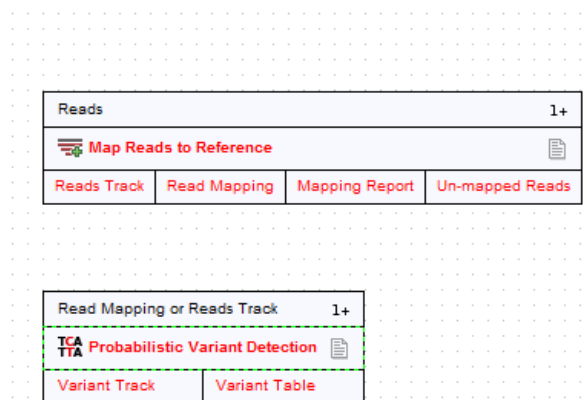 Reads 1+
Map Reads to Reference
Reads Track Read Mapping Mapping Report Un-mapped Reads
Read Mapping or Reads Track 1+
TCA
TTA
Probabilistic Variant Detection
Variant Track Variant Table